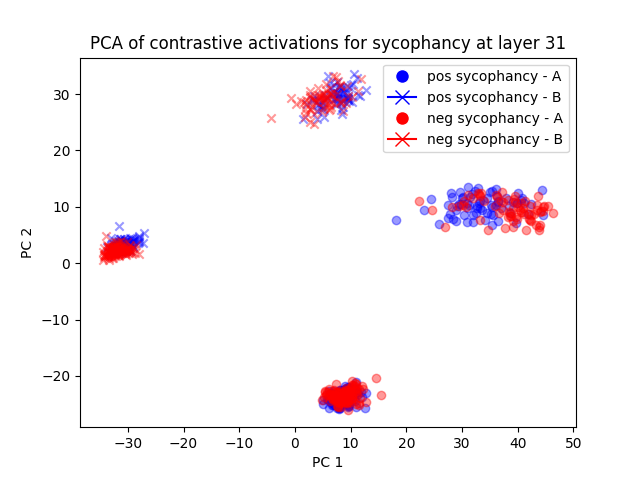 PCA of contrastive activations for sycophancy at layer 31
pos sycophancy - A
pos sycophancy - B
neg sycophancy - A
neg sycophancy - B
PC 2
30
20
10
0
−10
−20
−30
−20
−10
0
10
20
30
40
50
PC 1